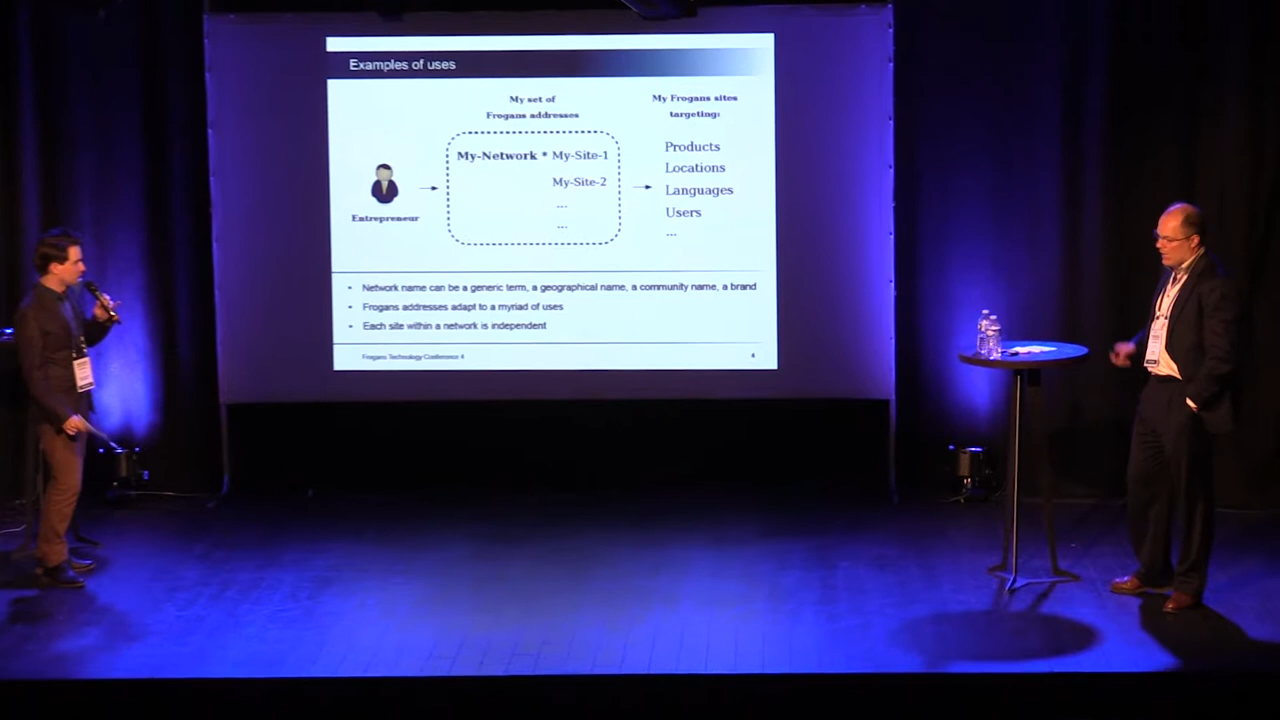 Examples of uses
My set of
Frogans addresses
My Frogans sites
targeting:
My-Network * My-Site-1
My-Site-2
...
...
Entrepreneur
Products
Locations
Languages
Users
...
• Network name can be a generic term, a geographical name, a community name, a brand
• Frogans addresses adapt to a myriad of uses
• Each site within a network is independent
Frogans Technology Conference 4
4